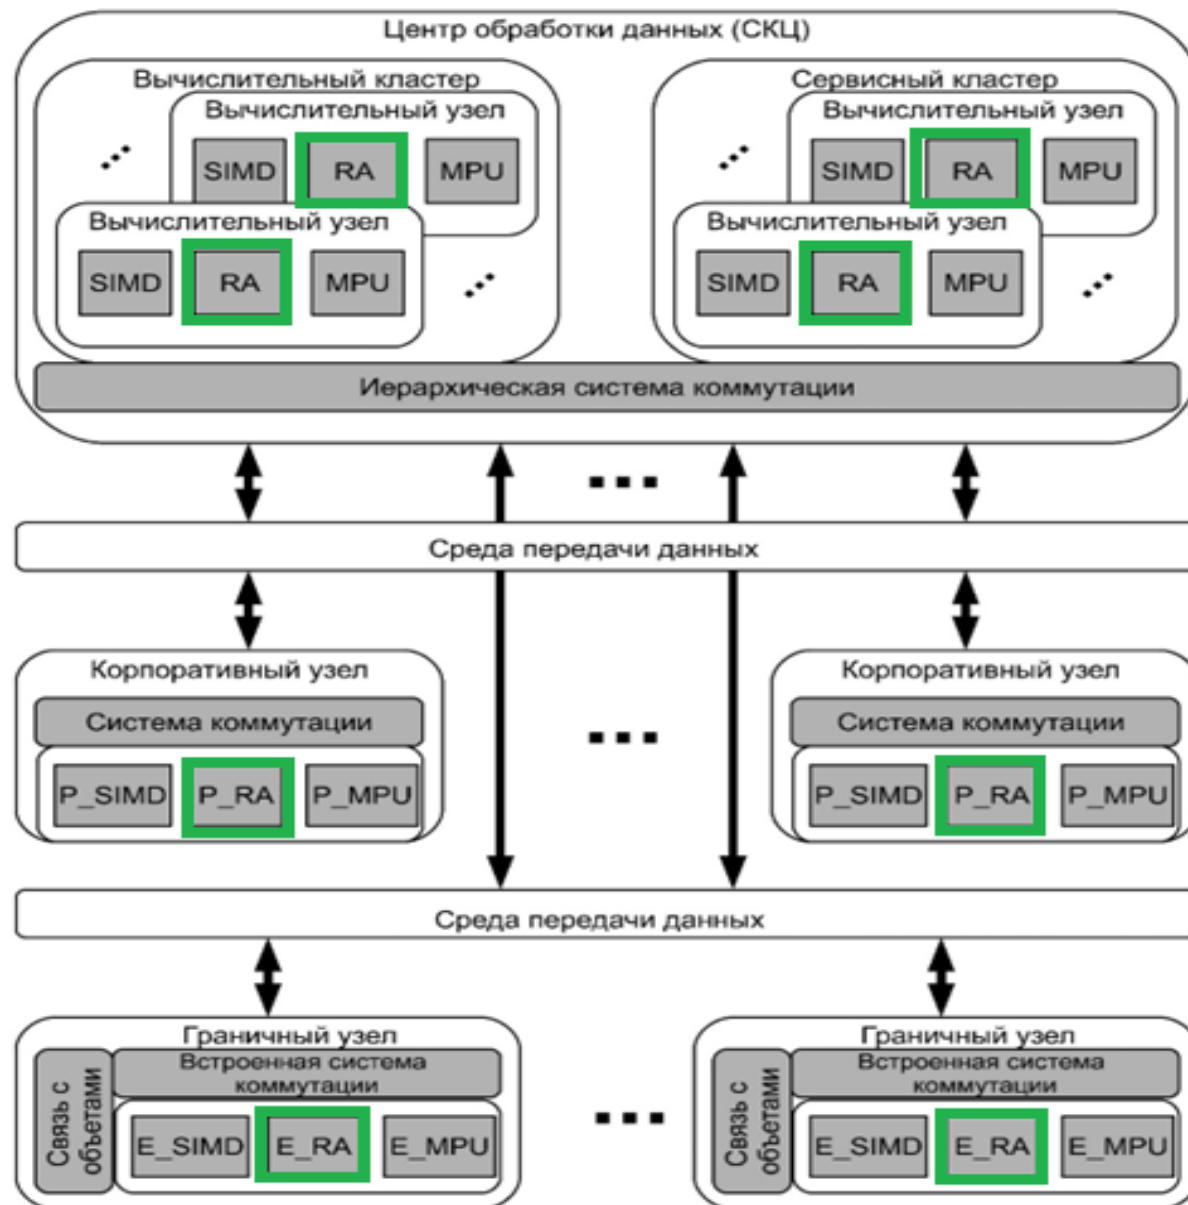 Центр обработки данных (СКЦ)
Вычислительный кластер
Вычислительный узел
SIMD RA MPU
Вычислительный узел
SIMD RA MPU
Сервисный кластер
Вычислительный узел
SIMD RA MPU
Вычислительный узел
SIMD RA MPU
Иерархическая система коммутации
Среда передачи данных
Корпоративный узел
Система коммутации
P_SIMD P_RA P_MPU
Корпоративный узел
Система коммутации
P_SIMD P_RA P_MPU
Среда передачи данных
Граничный узел
Связь с
объетами
Встроенная система
коммутации
E_SIMD E_RA E_MPU
Граничный узел
Связь с
объетами
Встроенная система
коммутации
E_SIMD E_RA E_MPU